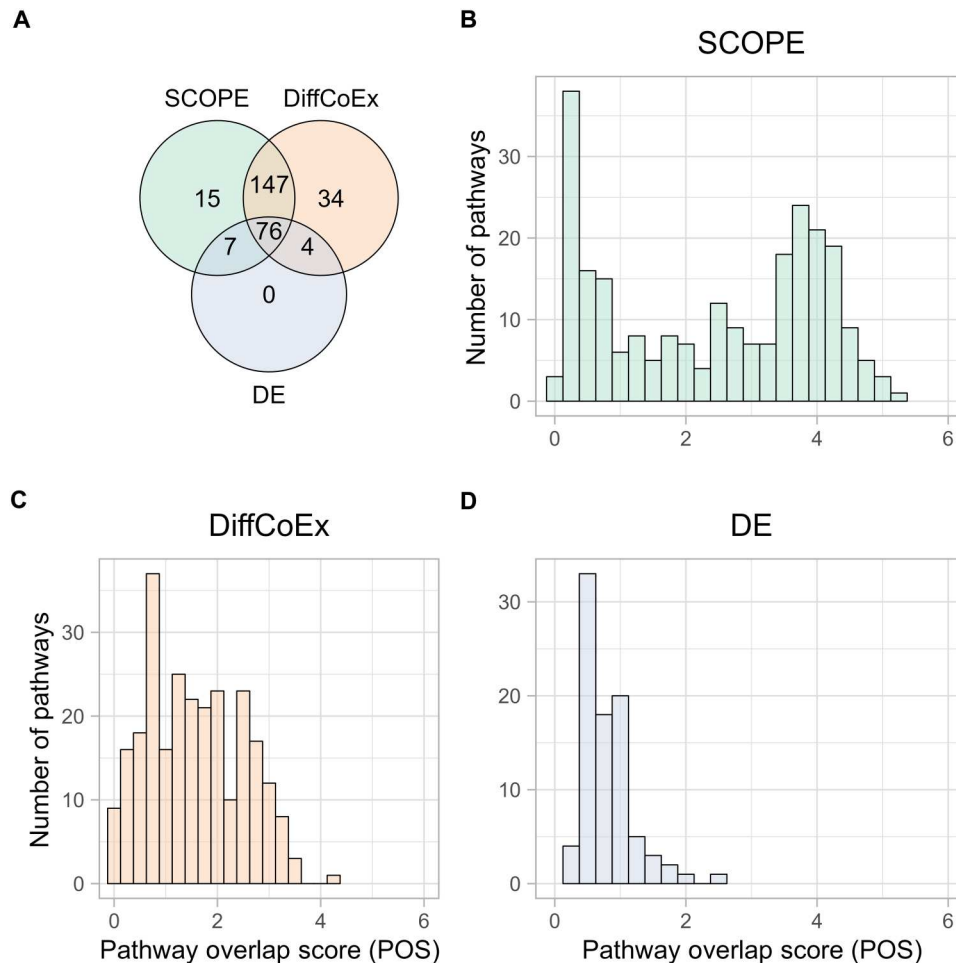 A
SCOPE DiffCoEx
15 147 34
76
7 4
0
DE
B
SCOPE
Number of pathways
30
20
10
0
0 2 4 6
C
DiffCoEx
Number of pathways
30
20
10
0
0 2 4 6
Pathway overlap score (POS)
D
DE
30
20
10
0
0 2 4 6
Pathway overlap score (POS)